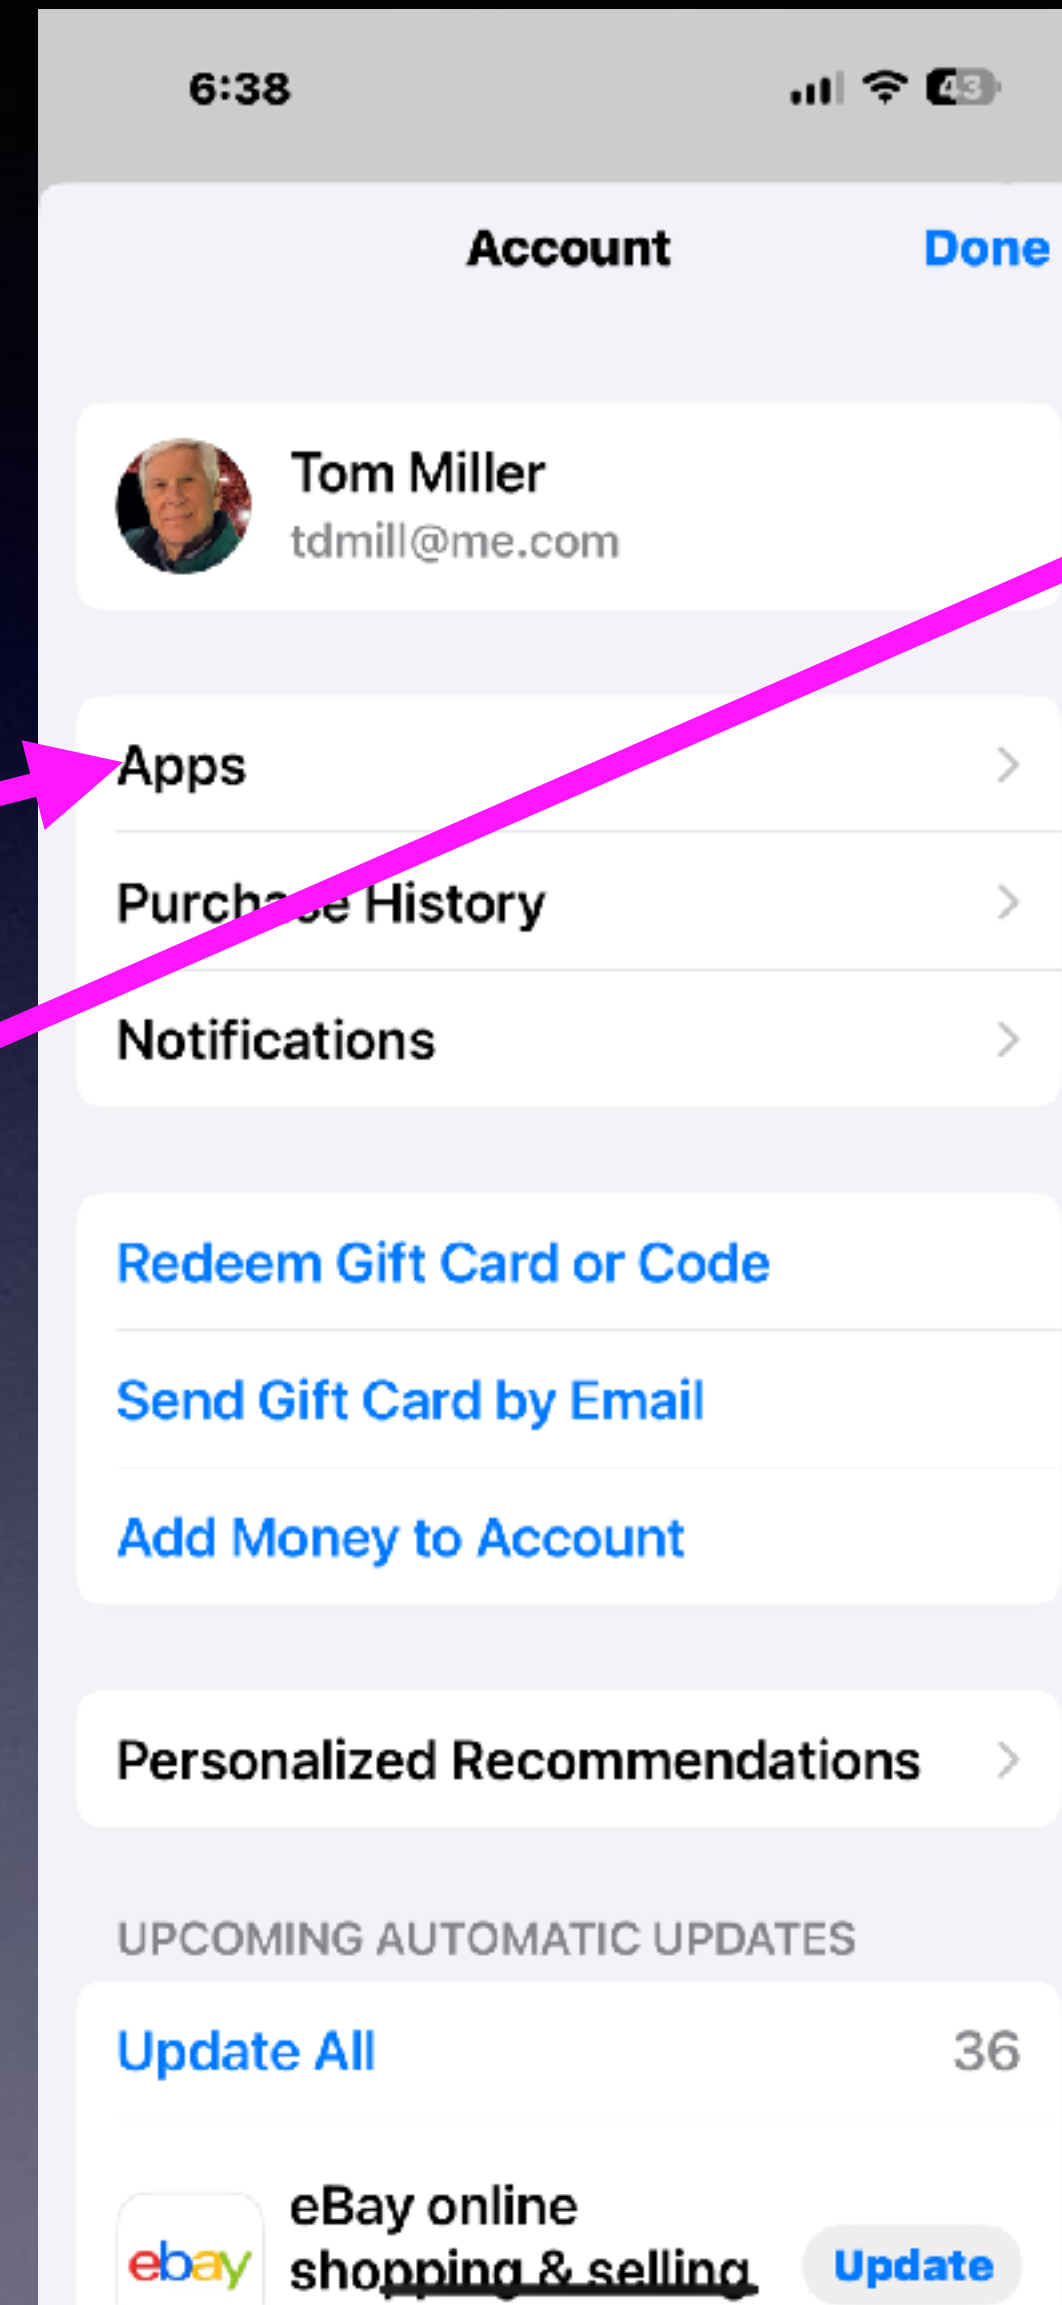 6:38
43
Account
Done
Tom Miller
tdmill@me.com
Apps
Purchase History
Notifications
Redeem Gift Card or Code
Send Gift Card by Email
Add Money to Account
Personalized Recommendations
UPCOMING AUTOMATIC UPDATES
Update All
36
ebay
eBay online
shopping & selling
Update